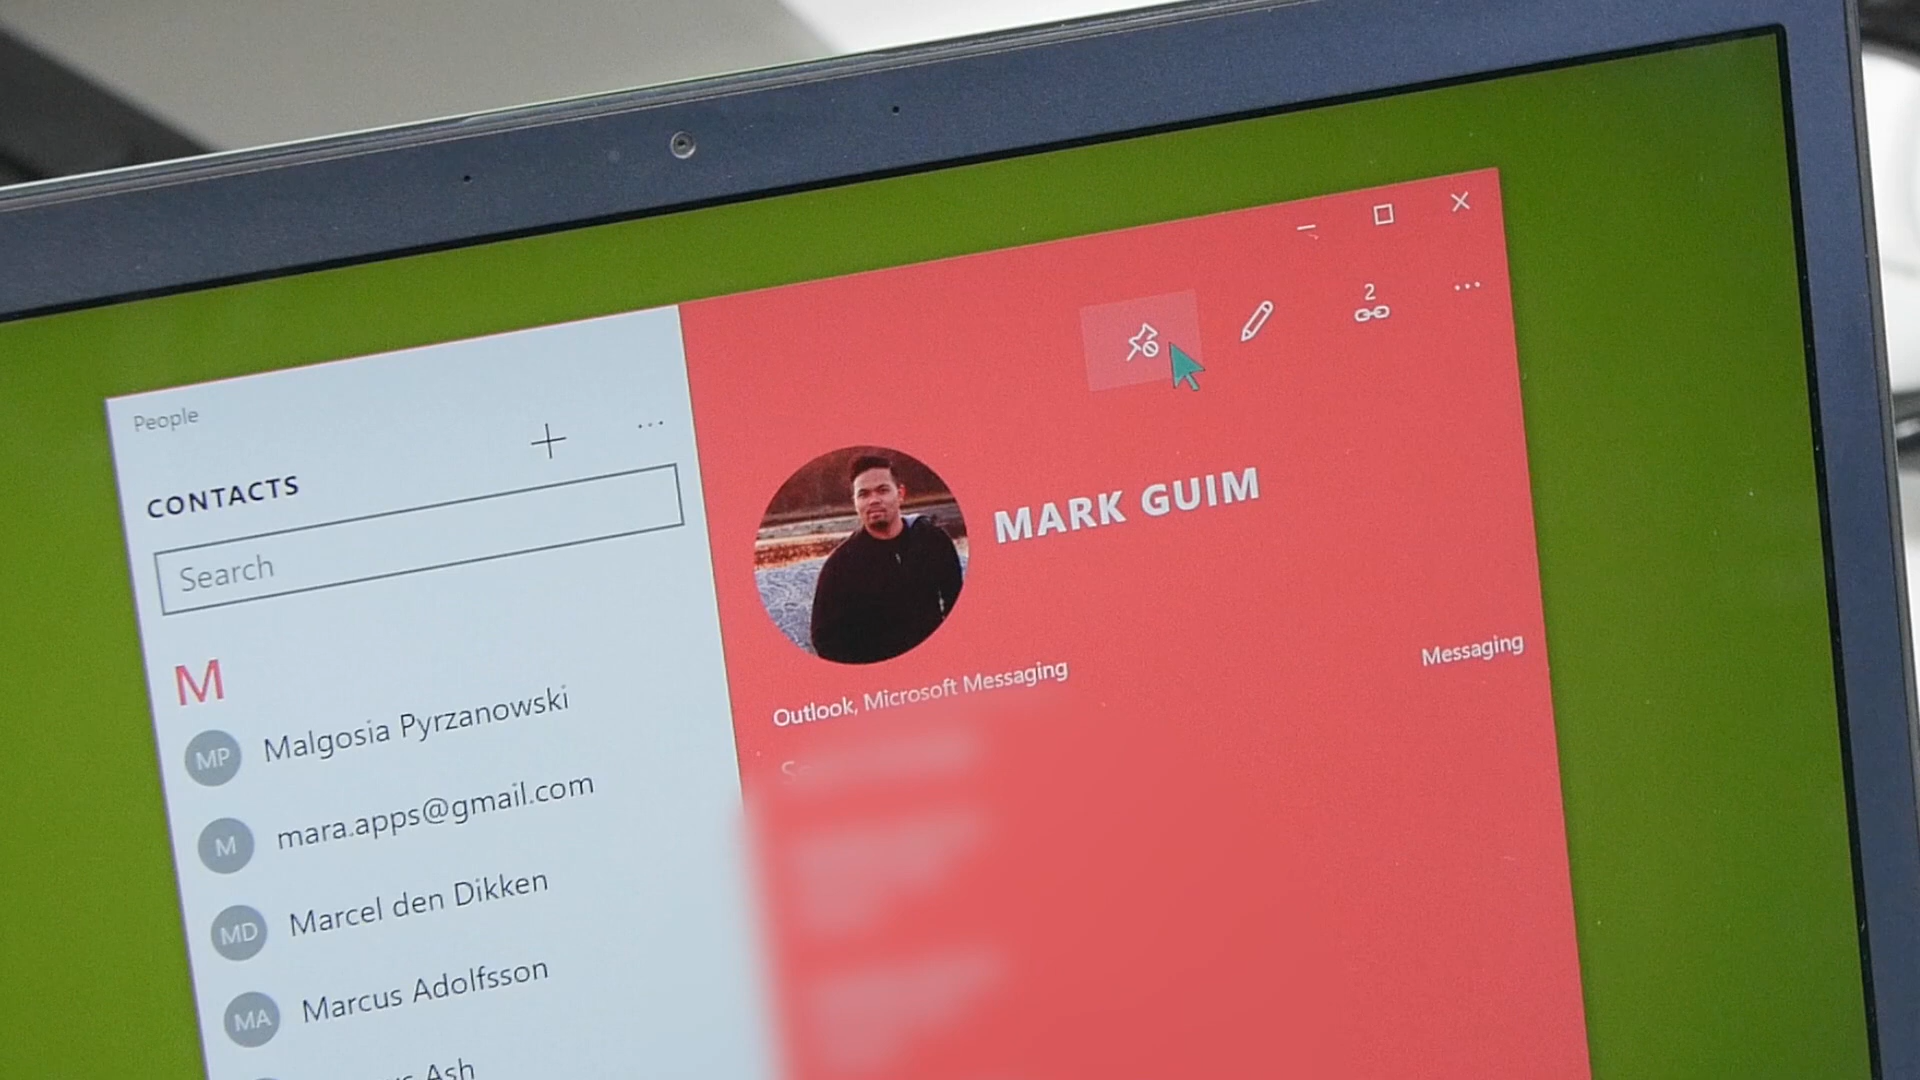 People
CONTACTS
Search
M
MP Malgosia Pyrzanowski
M mara.apps@gmail.com
MD Marcel den Dikken
MA Marcus Adolfsson
Ash
2
MARK GUIM
Outlook, Microsoft Messaging
Messaging